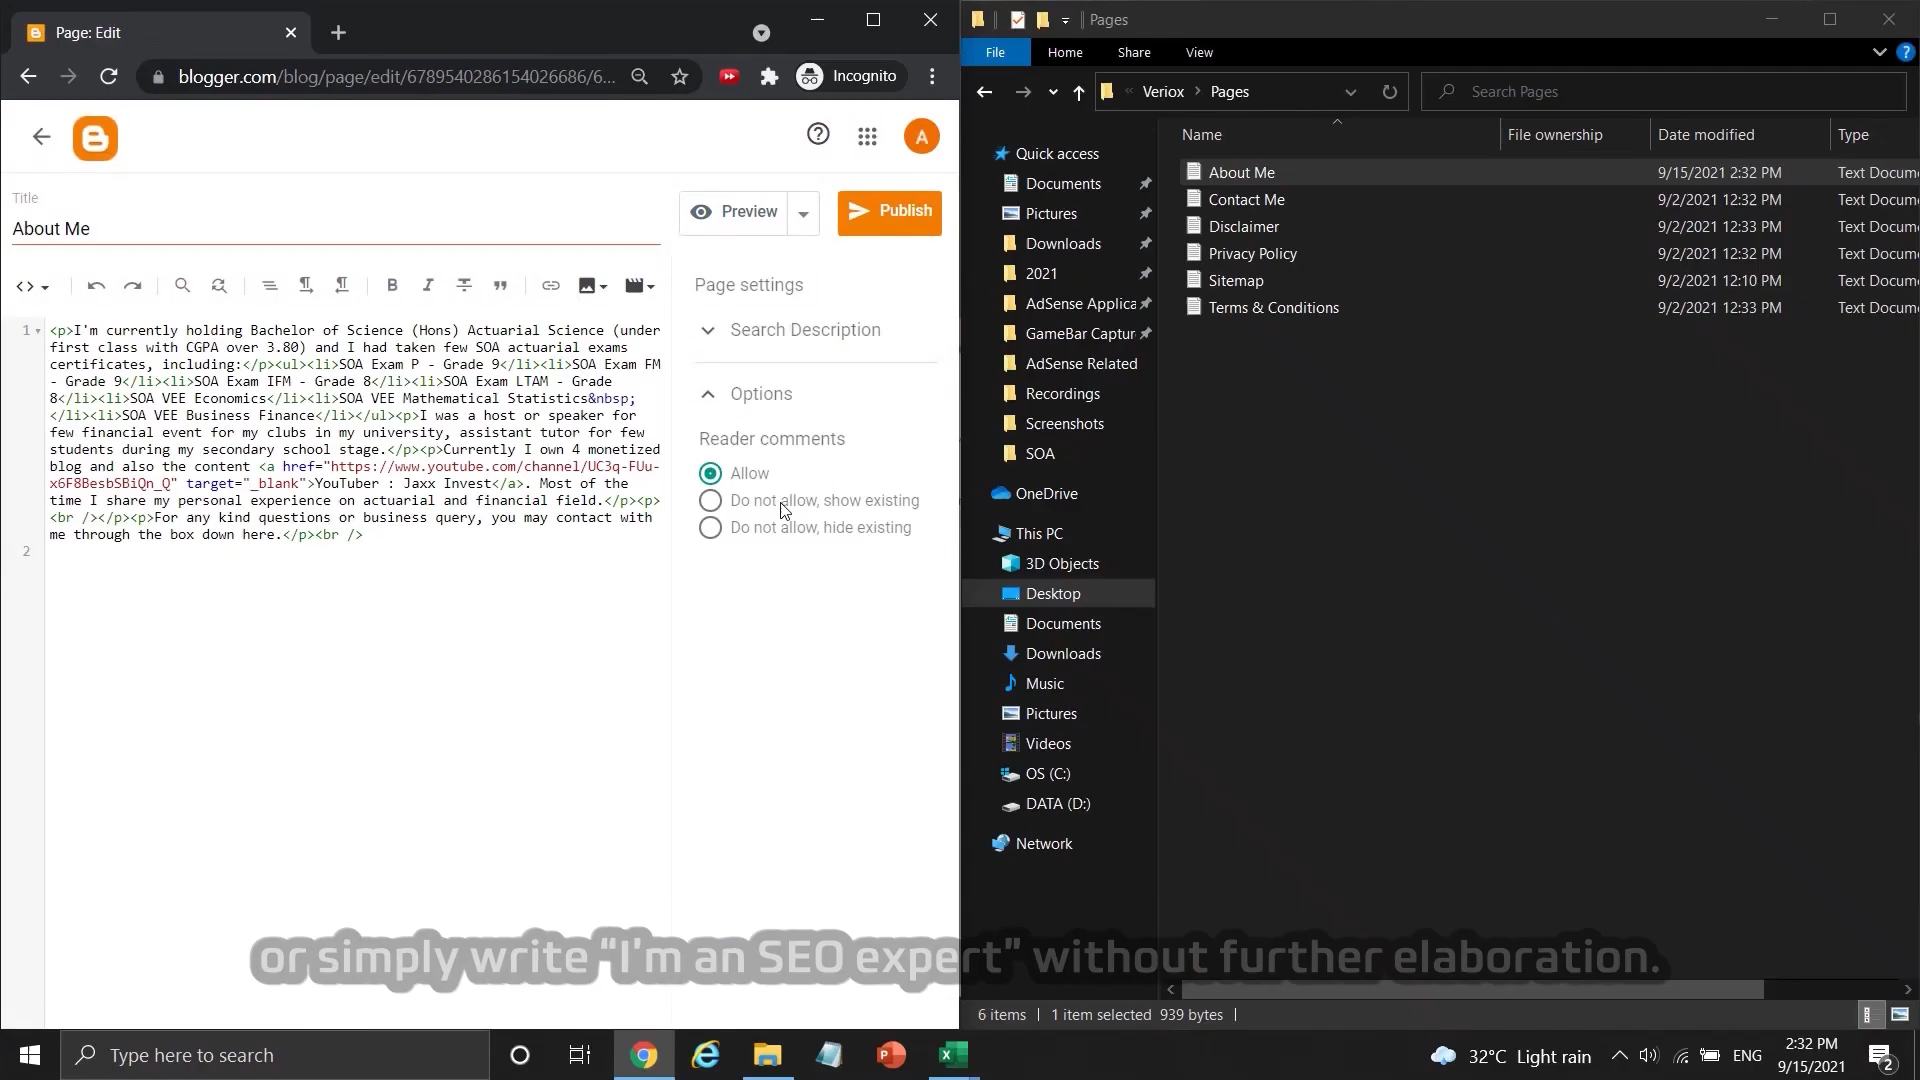 Page: Edit
blogger.com/blog/page/edit/6789540286154026686/6...
Incognito
A
Title
About Me
Preview
Publish
Page settings
Search Description
Options
Reader comments
Allow
Do not allow, show existing
Do not allow, hide existing
1
<p>I'm currently holding Bachelor of Science (Hons) Actuarial Science (under
first class with CGPA over 3.80) and I had taken few SOA actuarial exams
certificates, including:</p><ul><li>SOA Exam P - Grade 9</li><li>SOA Exam FM
- Grade 9</li><li>SOA Exam IFM - Grade 8</li><li>SOA Exam LTAM - Grade
8</li><li>SOA VEE Economics</li><li>SOA VEE Mathematical Statistics&nbsp;
</li><li>SOA VEE Business Finance</li></ul><p>I was a host or speaker for
few financial event for my clubs in my university, assistant tutor for few
students during my secondary school stage.</p><p>Currently I own 4 monetized
blog and also the content <a href="https://www.youtube.com/channel/UC3q-FUu-
x6F8BesbSBiQn_Q" target="_blank">YouTuber : Jaxx Invest</a>. Most of the
time I share my personal experience on actuarial and financial field.</p><p>
<br /></p><p>For any kind questions or business query, you may contact with
me through the box down here.</p><br />
2
Pages
File
Home
Share
View
Veriox
Pages
Search Pages
Name
File ownership
Date modified
Type
About Me
9/15/2021 2:32 PM
Text Docum
Contact Me
9/2/2021 12:32 PM
Text Docum
Disclaimer
9/2/2021 12:33 PM
Text Docum
Privacy Policy
9/2/2021 12:32 PM
Text Docum
Sitemap
9/2/2021 12:10 PM
Text Docum
Terms & Conditions
9/2/2021 12:33 PM
Text Docum
Quick access
Documents
Pictures
Downloads
2021
AdSense Applica
GameBar Captur
AdSense Related
Recordings
Screenshots
SOA
OneDrive
This PC
3D Objects
Desktop
Documents
Downloads
Music
Pictures
Videos
OS (C:)
DATA (D:)
Network
or simply write “I'm an SEO expert" without further elaboration.
6 items
1 item selected 939 bytes
Type here to search
32°C Light rain
ENG
2:32 PM
9/15/2021
2